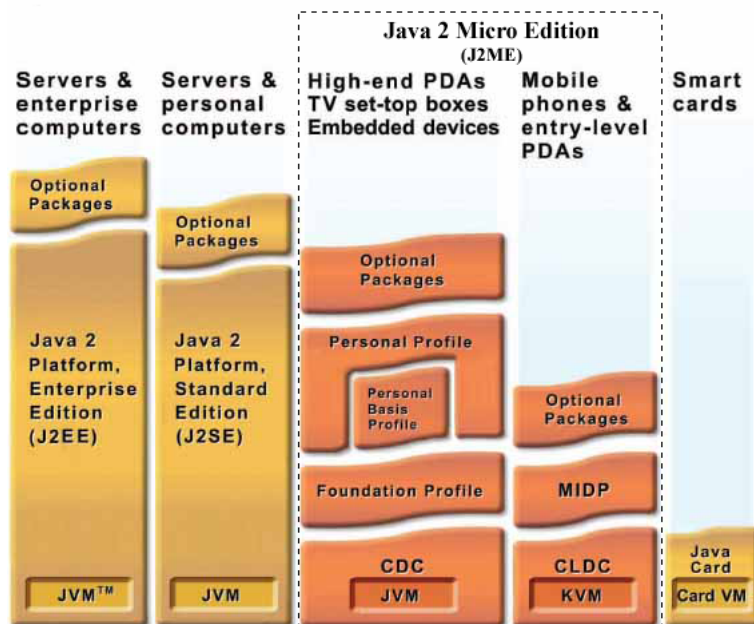 Java 2 Micro Edition
(J2ME)
Servers &
enterprise
computers
Servers &
personal
computers
High-end PDAs
TV set-top boxes
Embedded devices
Mobile
phones &
entry-level
PDAs
Smart
cards
Optional
Packages
Java 2
Platform,
Enterprise
Edition
(J2EE)
JVM™
Optional
Packages
Java 2
Platform,
Standard
Edition
(J2SE)
JVM
Optional
Packages
Personal Profile
Personal
Basis
Profile
Foundation Profile
CDC
JVM
Optional
Packages
MIDP
CLDC
KVM
Java
Card
Card VM